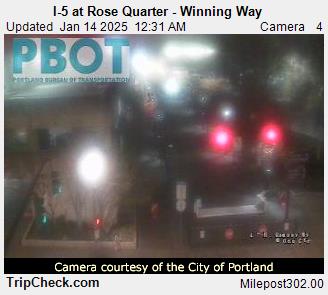 I-5 at Rose Quarter - Winning Way
Updated Jan 14 2025 12:31 AM Camera 4
PBOT
PORTLAND BUREAU OF TRANSPORTATION
Camera courtesy of the City of Portland
TripCheck.com Milepost302.00